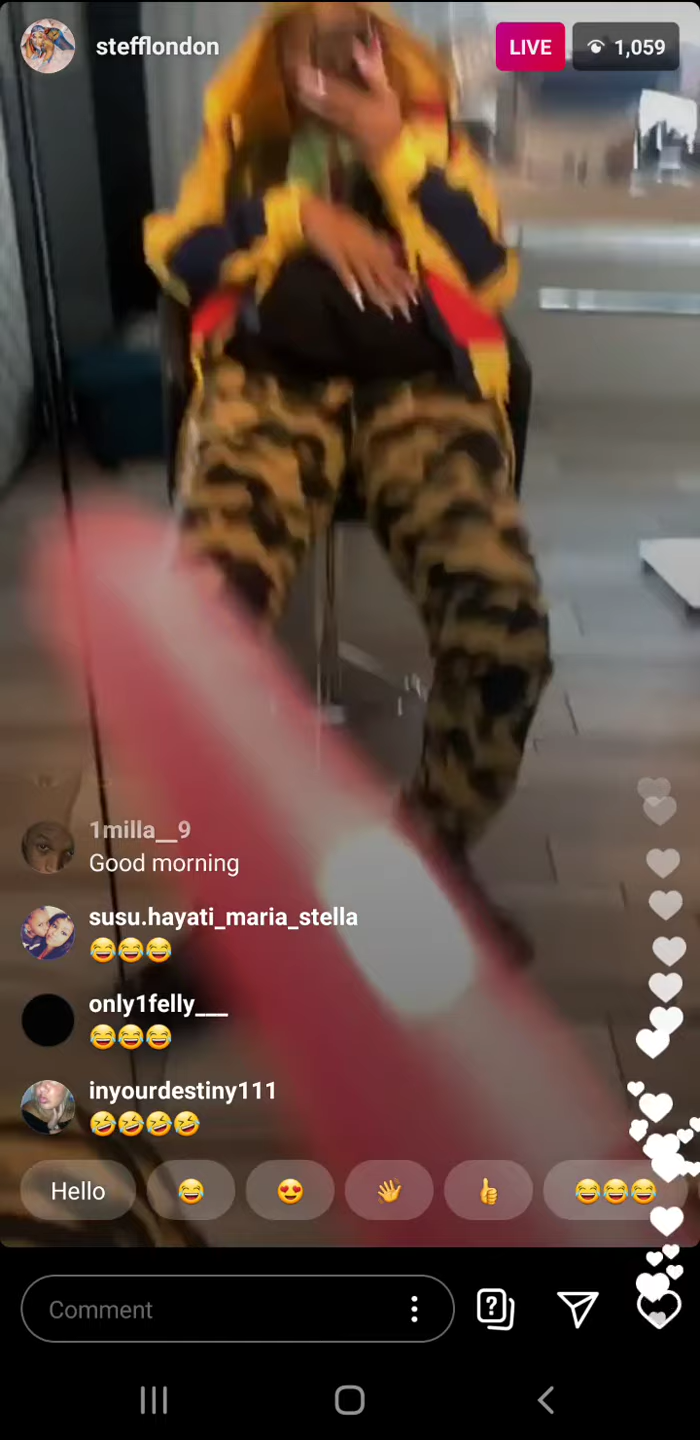 stefflondon
LIVE
1,059
1milla__9
Good morning
susu.hayati_maria_stella
😂😂😂
only1felly___
😂😂😂
inyourdestiny111
🤣🤣🤣🤣
Hello
😂
😍
👋
👍
😂😂😂
Comment